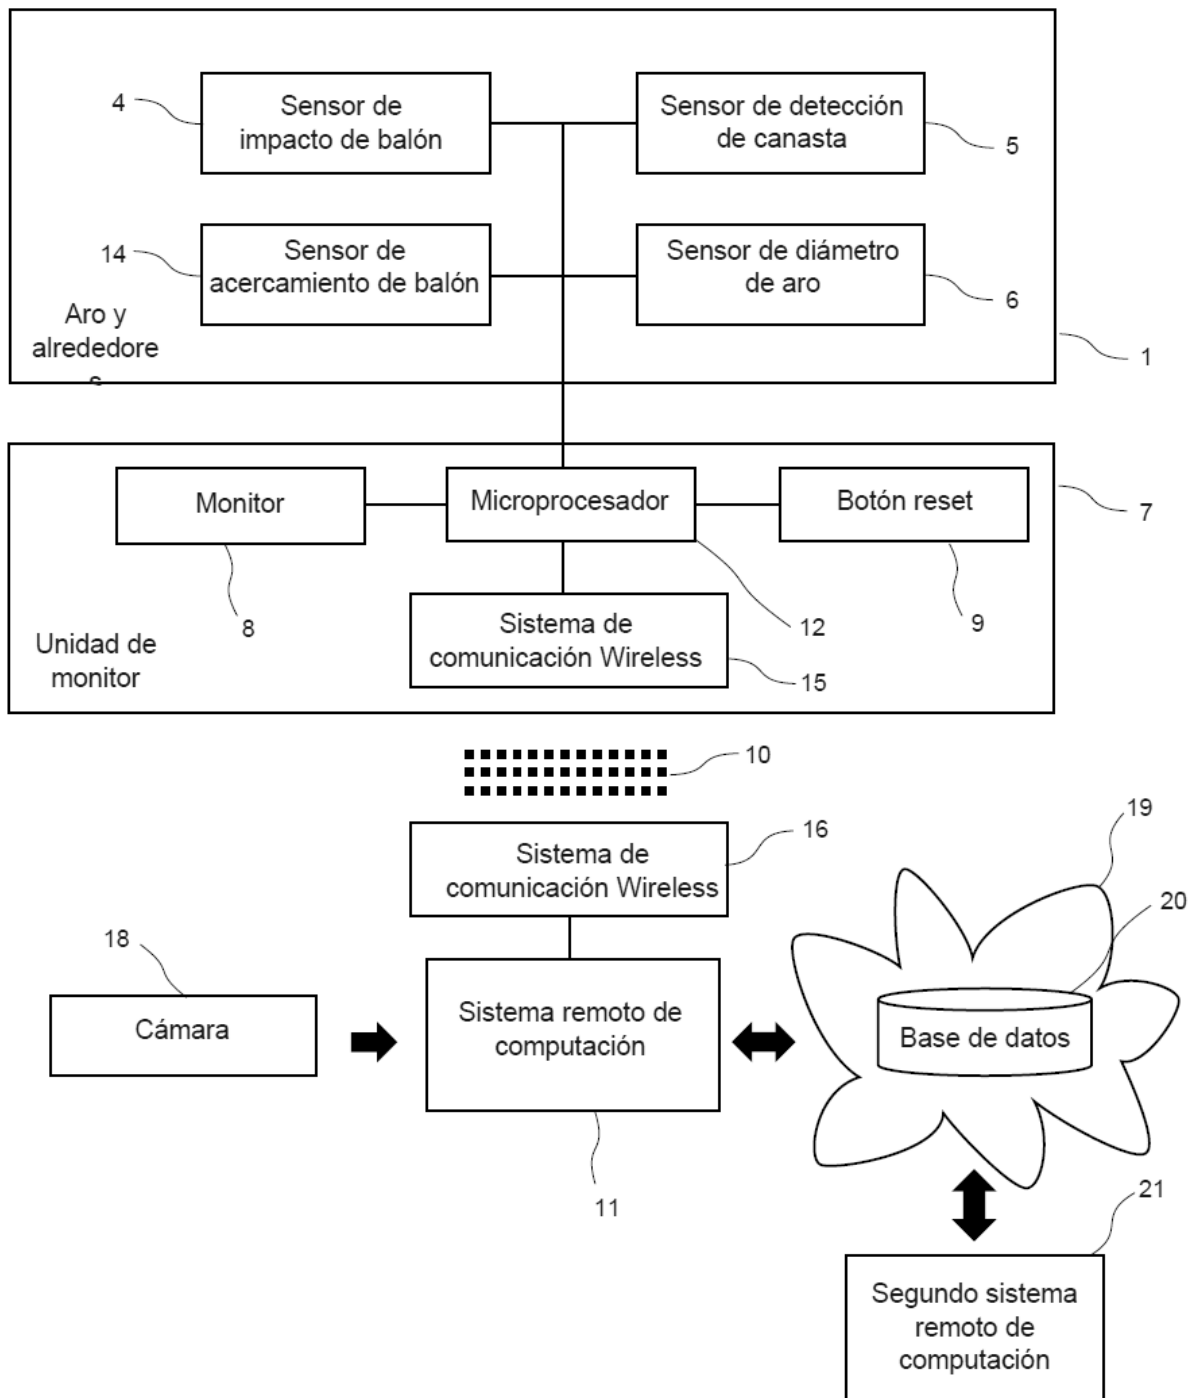 4
Sensor de
impacto de balón
Sensor de detección
de canasta
5
14
Sensor de
acercamiento de balón
Sensor de diámetro
de aro
6
Aro y
alrededore
s
1
Monitor
Microprocesador
Botón reset
7
8
12
9
Sistema de
comunicación Wireless
15
Unidad de
monitor
10
16
Sistema de
comunicación Wireless
19
20
18
Cámara
Sistema remoto de
computación
Base de datos
11
21
Segundo sistema
remoto de
computación